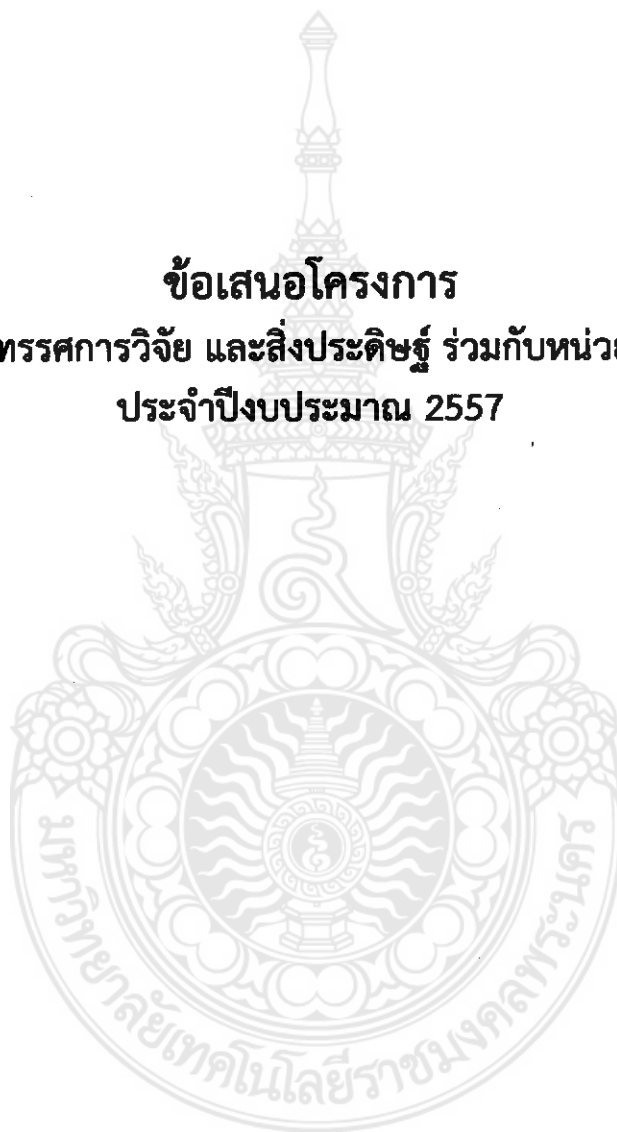 ข้อเสนอโครงการ
ทรรศการวิจัย และสิ่งประดิษฐ์ ร่วมกับหน่วย
ประจำปีงบประมาณ 2557
มหาวิทยาลัยเทคโนโลยีราชมงคลพระนคร